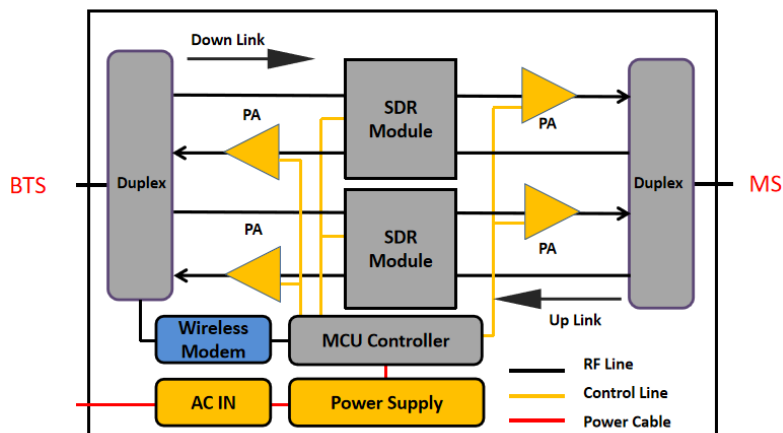 Down Link
PA
SDR
Module
PA
BTS
Duplex
Duplex
MS
PA
SDR
Module
PA
Up Link
Wireless
Modem
MCU Controller
RF Line
AC IN
Power Supply
Control Line
Power Cable